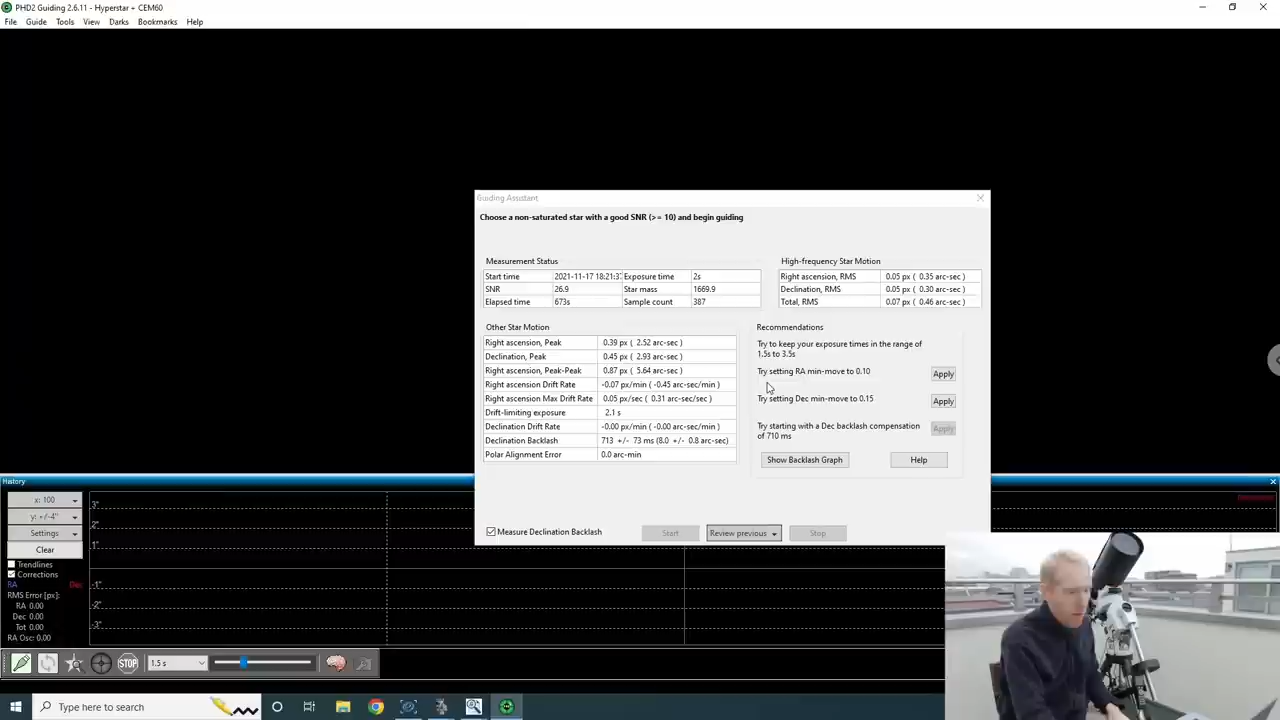 PHD2 Guiding 2.6.11 - Hyperstar + CEM60
File Guide Tools View Darks Bookmarks Help
Guiding Assistant
Choose a non-saturated star with a good SNR (>= 10) and begin guiding
Measurement Status
Start time 2021-11-17 18:21:3 Exposure time 2s
SNR 26.9 Star mass 1669.9
Elapsed time 673s Sample count 387
High-frequency Star Motion
Right ascension, RMS 0.05 px ( 0.35 arc-sec )
Declination, RMS 0.05 px ( 0.30 arc-sec )
Total, RMS 0.07 px ( 0.46 arc-sec )
Other Star Motion
Right ascension, Peak 0.39 px ( 2.52 arc-sec )
Declination, Peak 0.45 px ( 2.93 arc-sec )
Right ascension, Peak-Peak 0.87 px ( 5.64 arc-sec )
Right ascension Drift Rate -0.07 px/min ( -0.45 arc-sec/min )
Right ascension Max Drift Rate 0.05 px/sec ( 0.31 arc-sec/sec )
Drift-limiting exposure 2.1 s
Declination Drift Rate -0.00 px/min ( -0.00 arc-sec/min )
Declination Backlash 713 +/- 73 ms (8.0 +/- 0.8 arc-sec)
Polar Alignment Error 0.0 arc-min
Recommendations
Try to keep your exposure times in the range of
1.5s to 3.5s
Try setting RA min-move to 0.10 Apply
Try setting Dec min-move to 0.15 Apply
Try starting with a Dec backlash compensation
of 710 ms Apply
Show Backlash Graph Help
Measure Declination Backlash Start Review previous Stop
History
x: 100
y: +/-4"
Settings
Clear
Trendlines
Corrections
RA Dec
RMS Error [px]:
RA 0.00
Dec 0.00
Tot 0.00
RA Osc: 0.00
3"
2"
1"
-1"
-2"
-3"
STOP 1.5 s
Type here to search